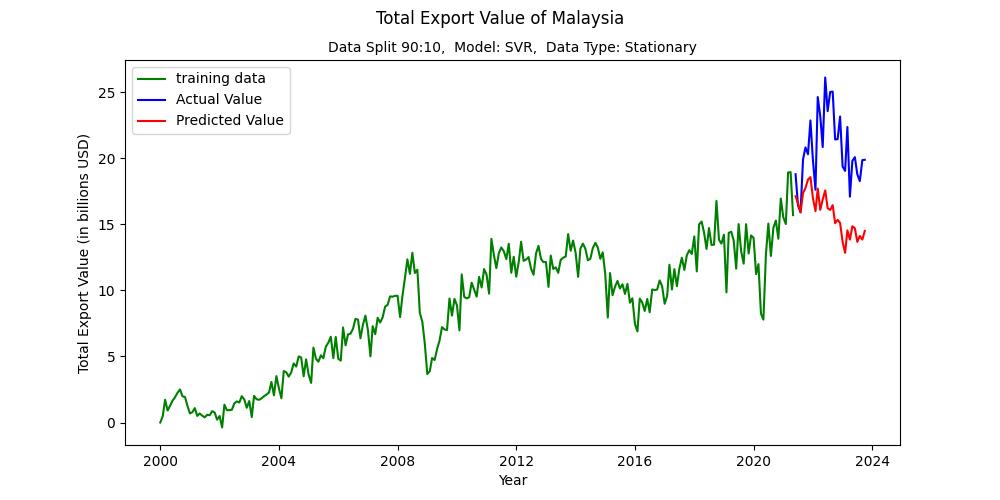 Total Export Value of Malaysia
Data Split 90:10,  Model: SVR,  Data Type: Stationary
training data
Actual Value
Predicted Value
Total Export Value (in billions USD)
25
20
15
10
5
0
2000 2004 2008 2012 2016 2020 2024
Year